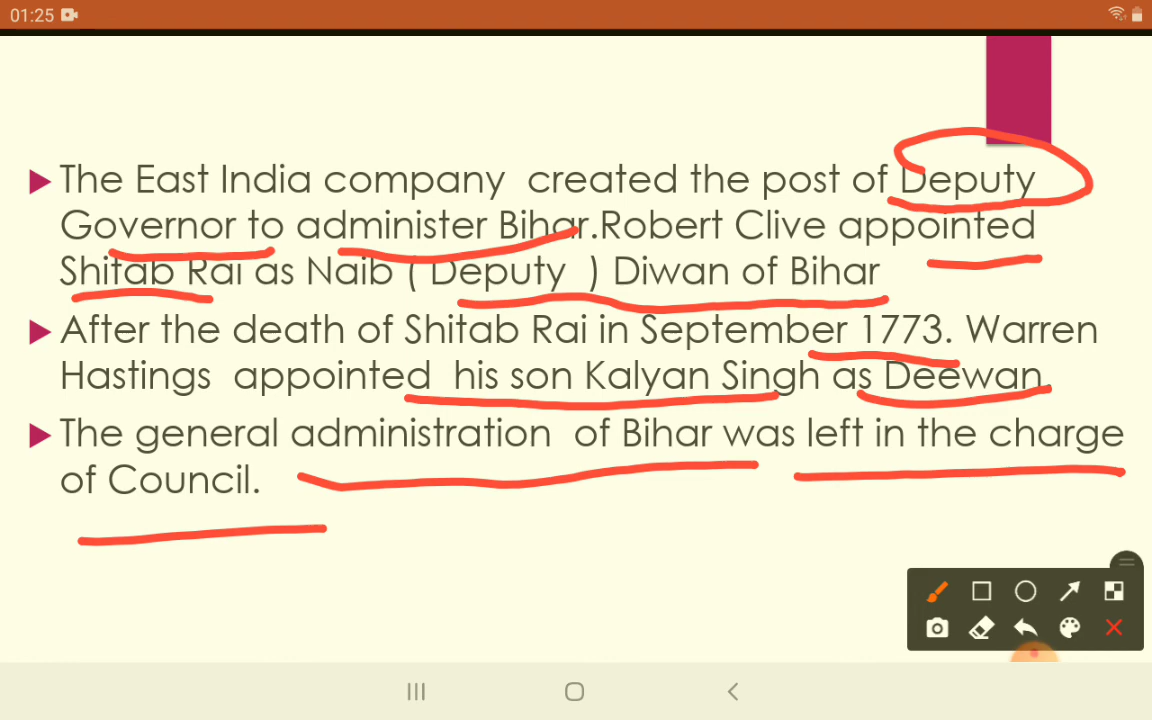 01:25
The East India company created the post of Deputy
Governor to administer Bihar.Robert Clive appointed
Shitab Rai as Naib ( Deputy ) Diwan of Bihar
After the death of Shitab Rai in September 1773. Warren
Hastings appointed his son Kalyan Singh as Deewan.
The general administration of Bihar was left in the charge
of Council.